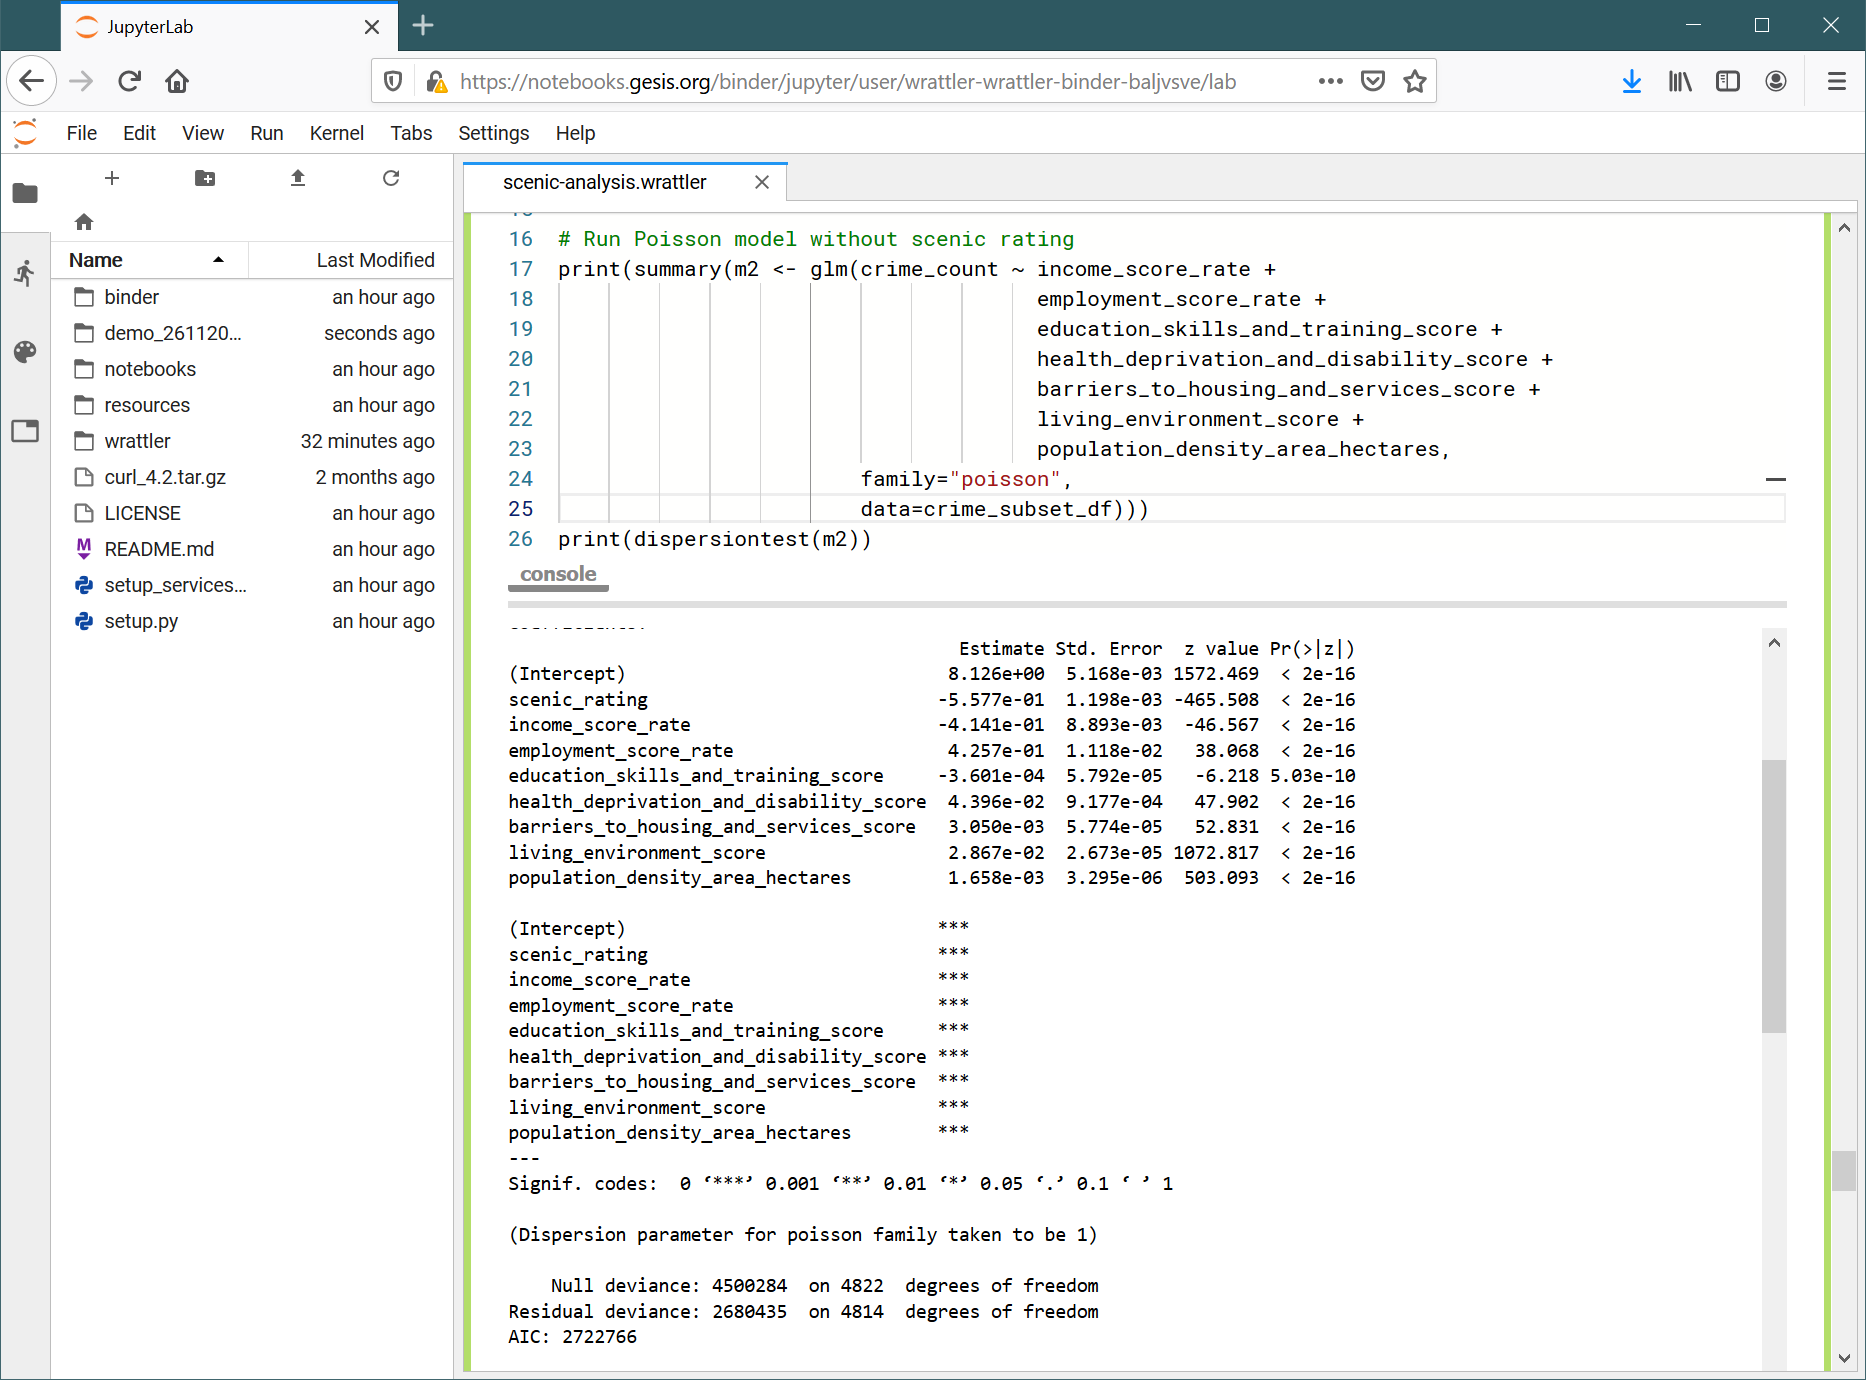 JupyterLab
https://notebooks.gesis.org/binder/jupyter/user/wrattler-wrattler-binder-baljvsve/lab
File Edit View Run Kernel Tabs Settings Help
Name Last Modified
binder an hour ago
demo_261120... seconds ago
notebooks an hour ago
resources an hour ago
wrattler 32 minutes ago
curl_4.2.tar.gz 2 months ago
LICENSE an hour ago
README.md an hour ago
setup_services... an hour ago
setup.py an hour ago
scenic-analysis.wrattler
16 # Run Poisson model without scenic rating
17 print(summary(m2 <- glm(crime_count ~ income_score_rate +
18 employment_score_rate +
19 education_skills_and_training_score +
20 health_deprivation_and_disability_score +
21 barriers_to_housing_and_services_score +
22 living_environment_score +
23 population_density_area_hectares,
24 family="poisson",
25 data=crime_subset_df)))
26 print(dispersiontest(m2))
console
Estimate Std. Error z value Pr(>|z|)
(Intercept) 8.126e+00 5.168e-03 1572.469 < 2e-16
scenic_rating -5.577e-01 1.198e-03 -465.508 < 2e-16
income_score_rate -4.141e-01 8.893e-03 -46.567 < 2e-16
employment_score_rate 4.257e-01 1.118e-02 38.068 < 2e-16
education_skills_and_training_score -3.601e-04 5.792e-05 -6.218 5.03e-10
health_deprivation_and_disability_score 4.396e-02 9.177e-04 47.902 < 2e-16
barriers_to_housing_and_services_score 3.050e-03 5.774e-05 52.831 < 2e-16
living_environment_score 2.867e-02 2.673e-05 1072.817 < 2e-16
population_density_area_hectares 1.658e-03 3.295e-06 503.093 < 2e-16
(Intercept) ***
scenic_rating ***
income_score_rate ***
employment_score_rate ***
education_skills_and_training_score ***
health_deprivation_and_disability_score ***
barriers_to_housing_and_services_score ***
living_environment_score ***
population_density_area_hectares ***
---
Signif. codes: 0 ‘***’ 0.001 ‘**’ 0.01 ‘*’ 0.05 ‘.’ 0.1 ‘ ’ 1
(Dispersion parameter for poisson family taken to be 1)
Null deviance: 4500284 on 4822 degrees of freedom
Residual deviance: 2680435 on 4814 degrees of freedom
AIC: 2722766